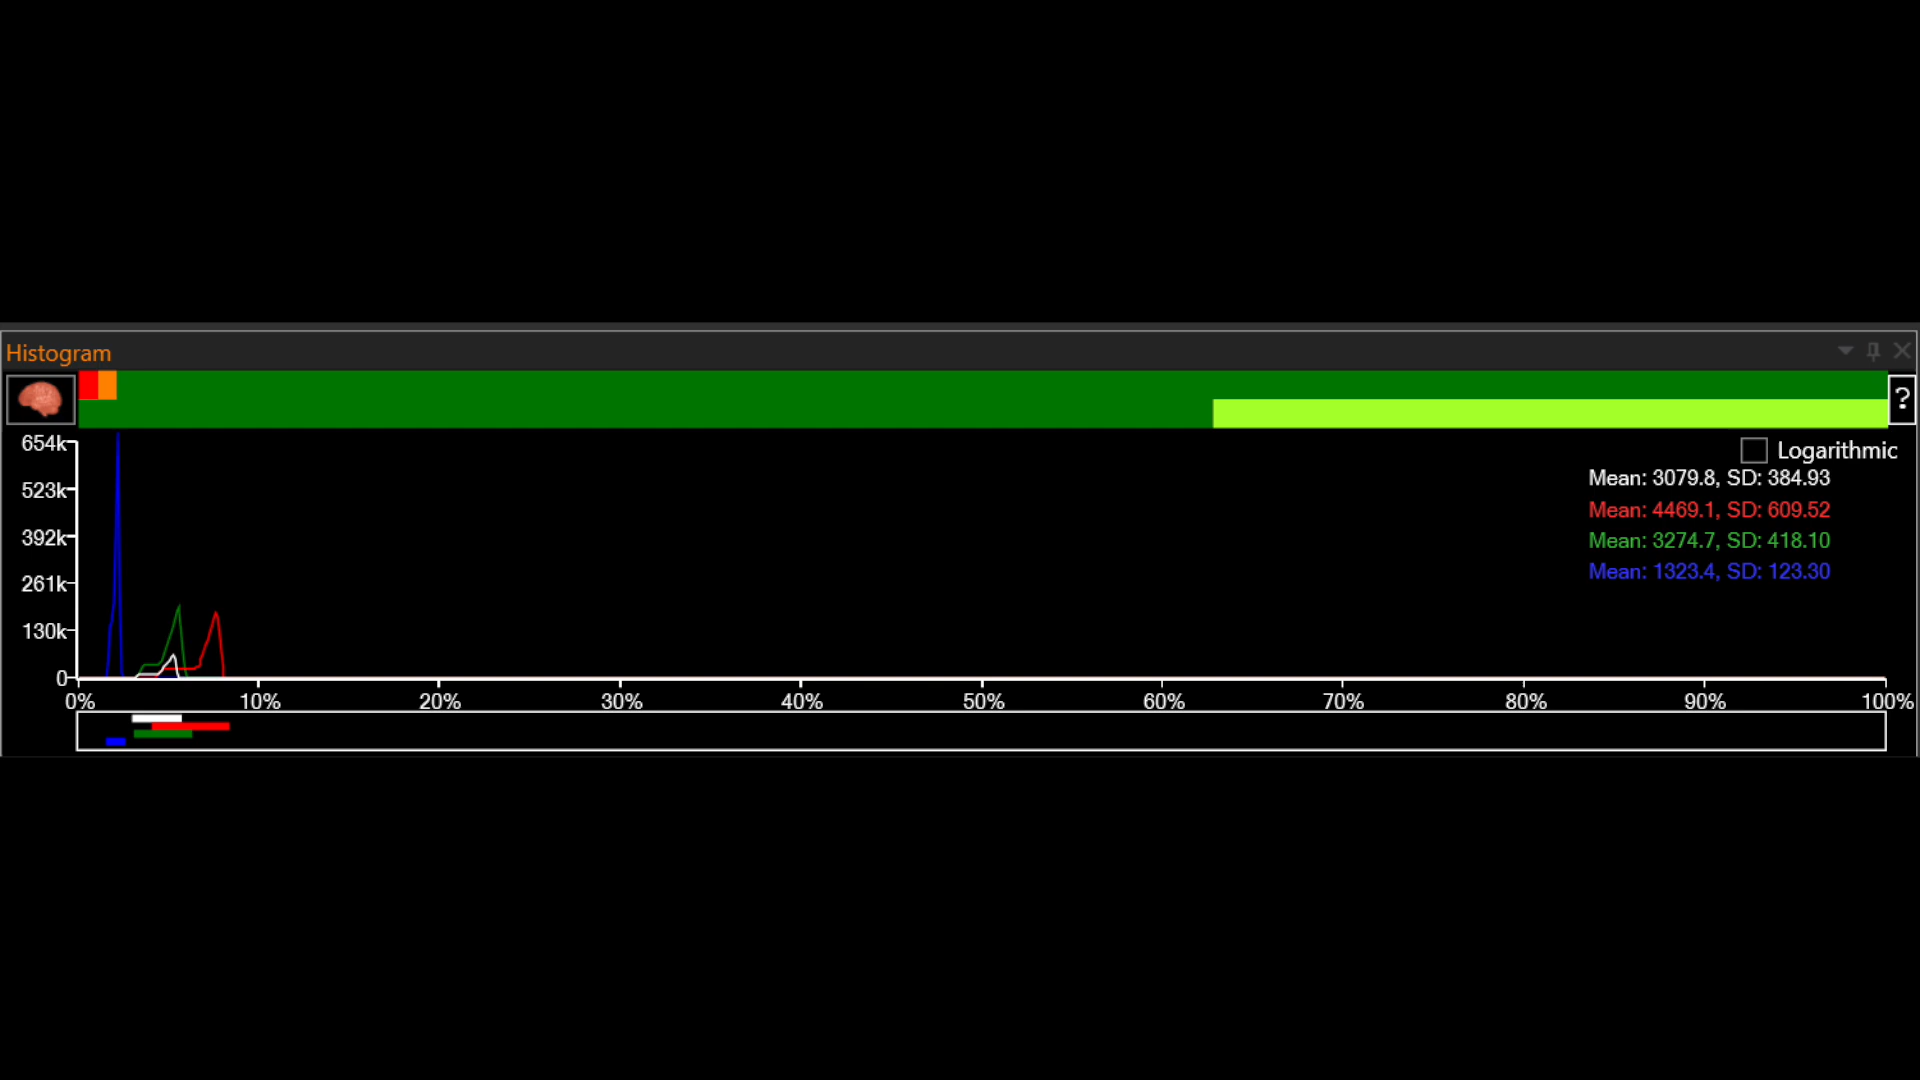 Histogram
?
654k
523k
392k
261k
130k
0
Logarithmic
Mean: 3079.8, SD: 384.93
Mean: 4469.1, SD: 609.52
Mean: 3274.7, SD: 418.10
Mean: 1323.4, SD: 123.30
0% 10% 20% 30% 40% 50% 60% 70% 80% 90% 100%